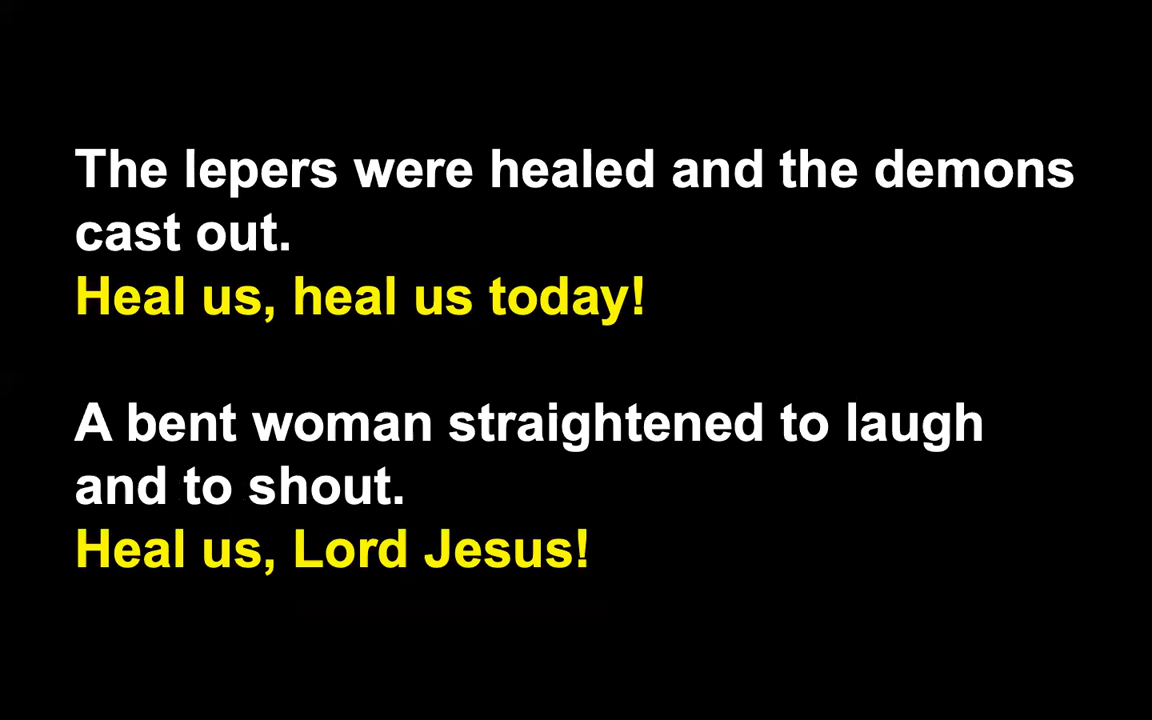 The lepers were healed and the demons
cast out.
Heal us, heal us today!
A bent woman straightened to laugh
and to shout.
Heal us, Lord Jesus!